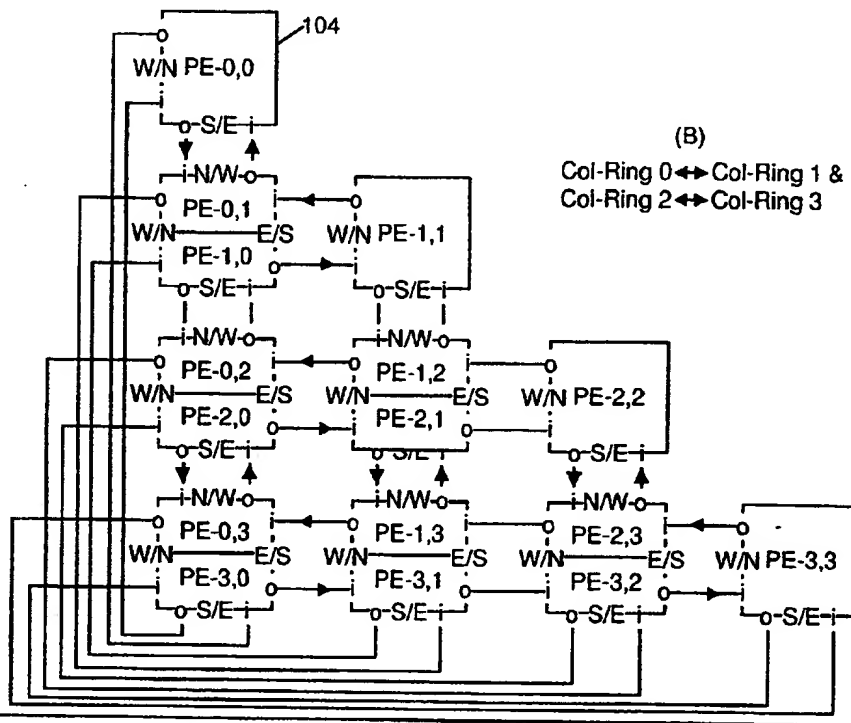 104
o
W/N PE-0,0
i
o-S/E-i
(B)
Col-Ring 0↔Col-Ring 1 &
Col-Ring 2↔Col-Ring 3
i-N/W-o
o PE-0,1 i o
W/N E/S W/N PE-1,1
i PE-1,0 o i
o-S/E-i o-S/E-i
i-N/W-o i-N/W-o
o PE-0,2 i o PE-1,2 i o
W/N E/S W/N E/S W/N PE-2,2
i PE-2,0 o i PE-2,1 o i
o-S/E-i o-S/E-i o-S/E-i
i-N/W-o i-N/W-o i-N/W-o
o PE-0,3 i o PE-1,3 i o PE-2,3 i o
W/N E/S W/N E/S W/N E/S W/N PE-3,3
i PE-3,0 o i PE-3,1 o i PE-3,2 o i
o-S/E-i o-S/E-i o-S/E-i o-S/E-i